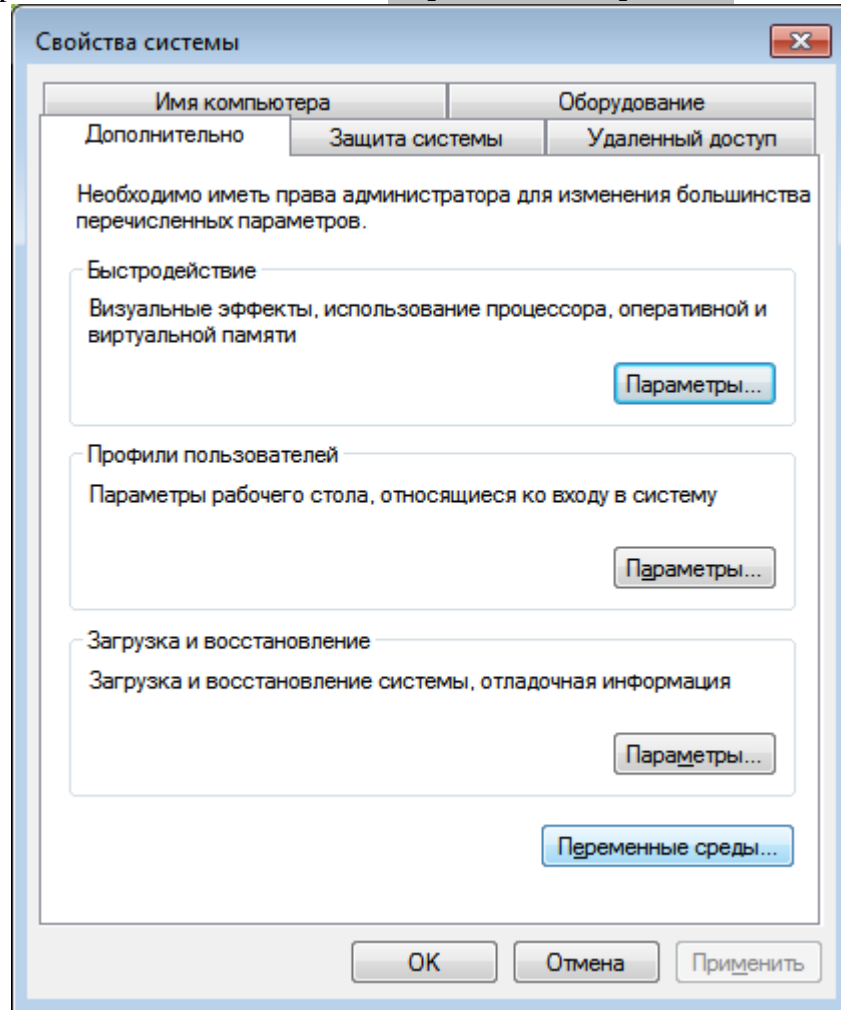 Свойства системы
Имя компьютера
Оборудование
Дополнительно
Защита системы
Удаленный доступ
Необходимо иметь права администратора для изменения большинства
перечисленных параметров.
Быстродействие
Визуальные эффекты, использование процессора, оперативной и
виртуальной памяти
Параметры...
Профили пользователей
Параметры рабочего стола, относящиеся ко входу в систему
Параметры...
Загрузка и восстановление
Загрузка и восстановление системы, отладочная информация
Параметры...
Переменные среды...
ОК
Отмена
Применить